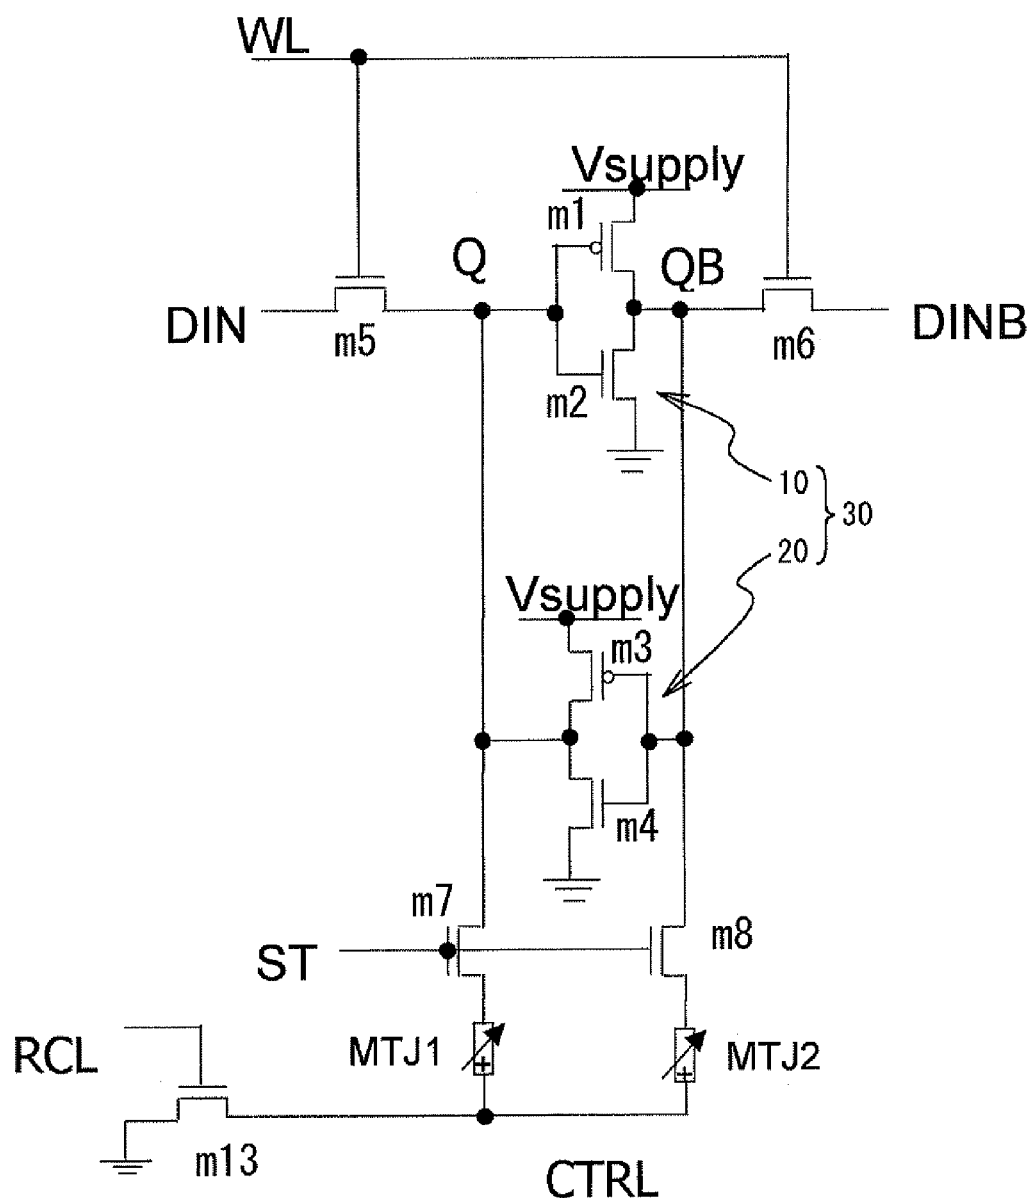 WL
Vsupply
m1
Q
QB
DIN
m5
m6
DINB
m2
10
30
20
Vsupply
m3
m4
m7
m8
ST
RCL
MTJ1
+
+
MTJ2
m13
CTRL